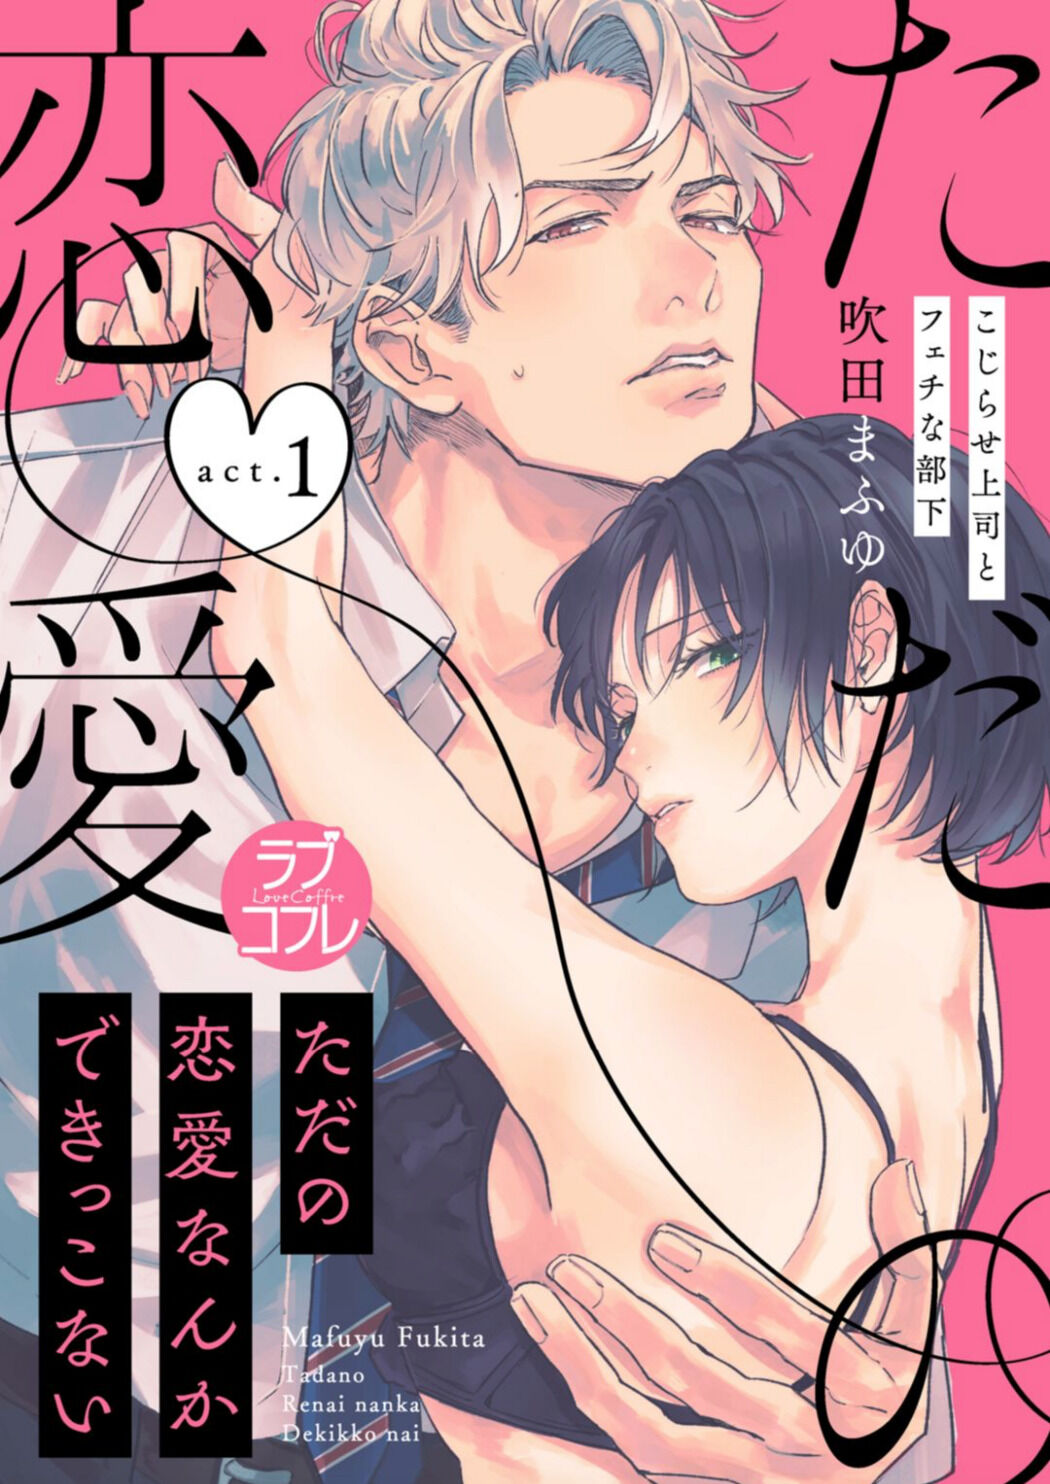 ただの
恋愛
こじらせ上司と
フェチな部下
吹田まふゆ
act.1
ラブ
LoveCoffre
コフレ
ただの
恋愛なんか
できっこない
Mafuyu Fukita
Tadano
Renai nanka
Dekikko nai